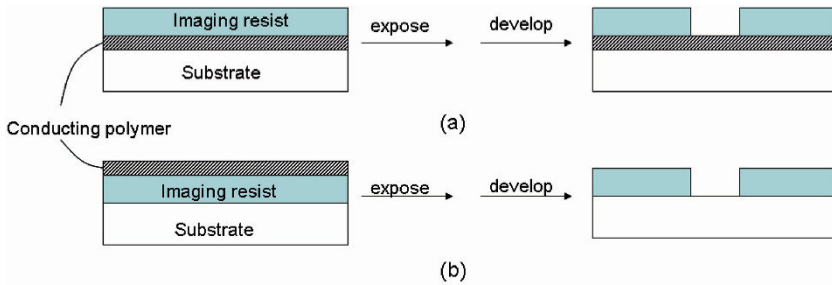 Imaging resist
expose
develop
Substrate
(a)
Conducting polymer
Imaging resist
expose
develop
Substrate
(b)